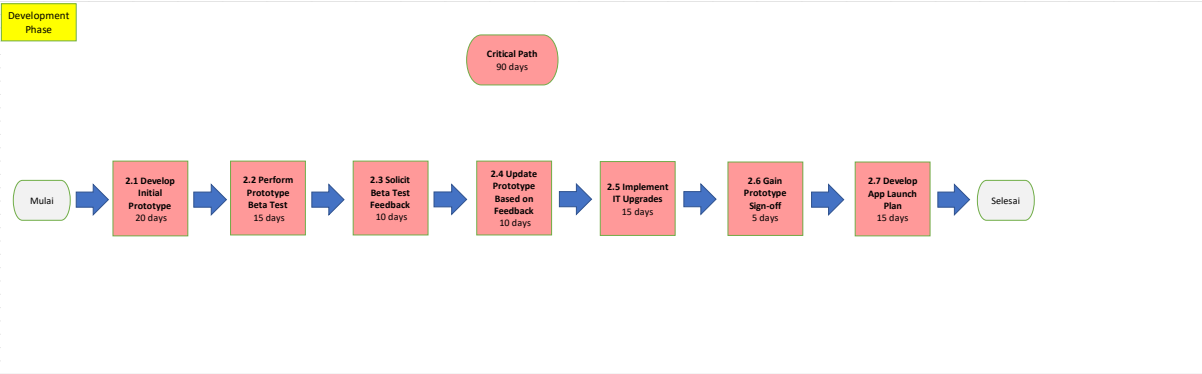 Development
Phase
Critical Path
90 days
Mulai
2.1 Develop
Initial
Prototype
20 days
2.2 Perform
Prototype
Beta Test
15 days
2.3 Solicit
Beta Test
Feedback
10 days
2.4 Update
Prototype
Based on
Feedback
10 days
2.5 Implement
IT Upgrades
15 days
2.6 Gain
Prototype
Sign-off
5 days
2.7 Develop
App Launch
Plan
15 days
Selesai